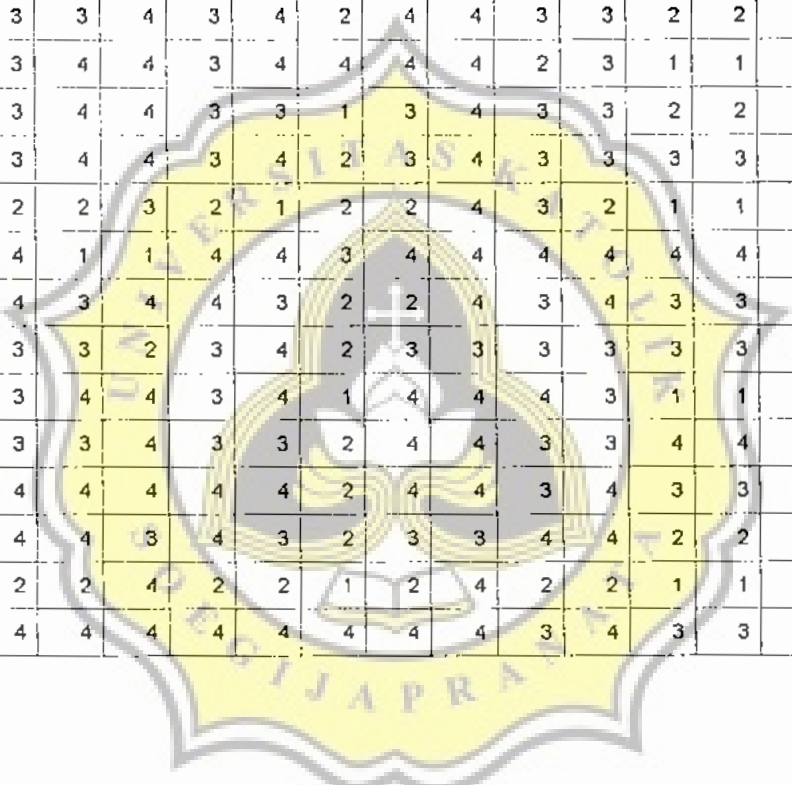 3 3 4 3 4 2 4 4 3 3 2 2
3 4 4 3 4 4 4 4 2 3 1 1
3 4 4 3 3 1 3 4 3 3 2 2
3 4 4 3 4 2 3 4 3 3 3 3
2 2 3 2 1 2 2 4 3 2 1 1
4 1 1 4 4 3 4 4 4 4 4 4
4 3 4 4 3 2 2 4 3 4 3 3
3 3 2 3 4 2 3 3 3 3 3 3
3 4 4 3 4 1 4 4 4 3 1 1
3 3 4 3 3 2 4 4 3 3 4 4
4 4 4 4 4 2 4 4 3 4 3 3
4 4 3 4 3 2 3 3 4 4 2 2
2 2 4 2 2 1 2 4 2 2 1 1
4 4 4 4 4 4 4 4 3 4 3 3
UNIVERSITAS KATOLIK
SOEGIJAPRANATA